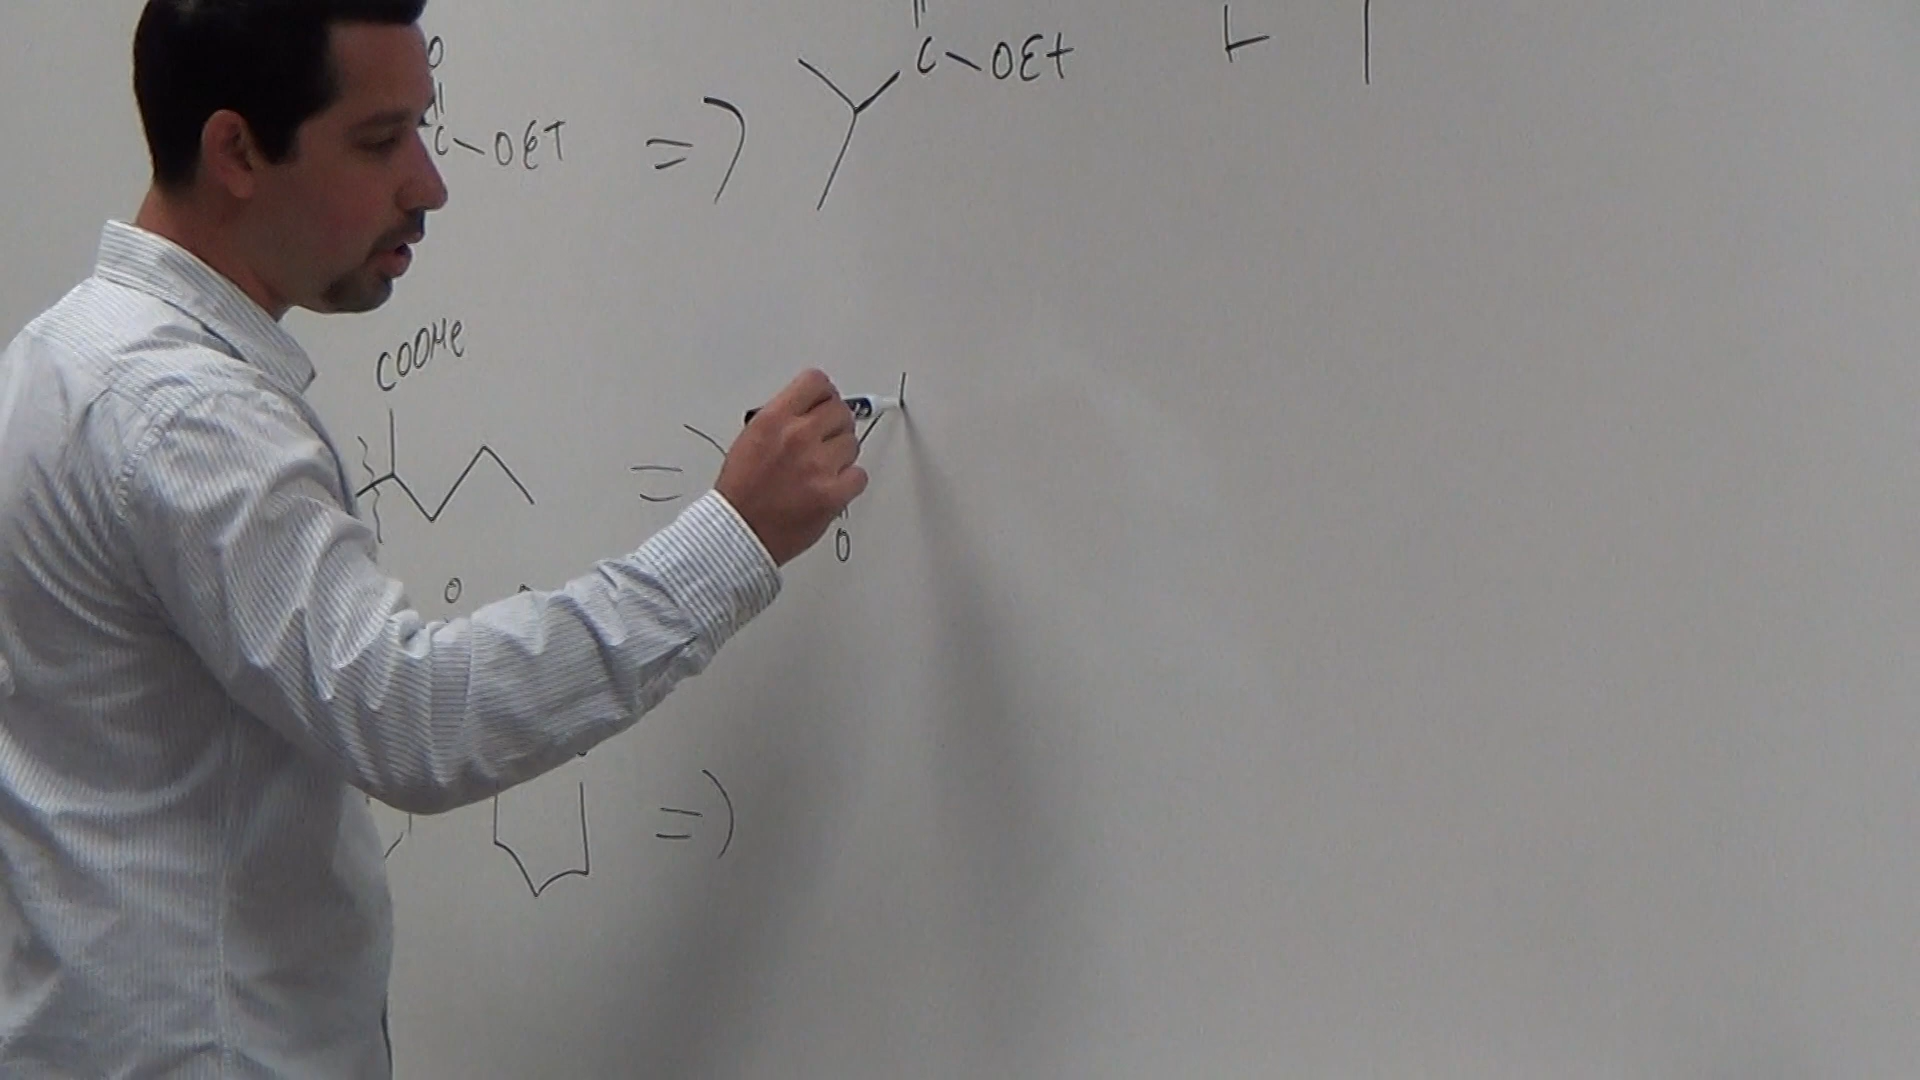 O
C
OET
=>
C
OEt
+
COOMe
=
O
O
=>